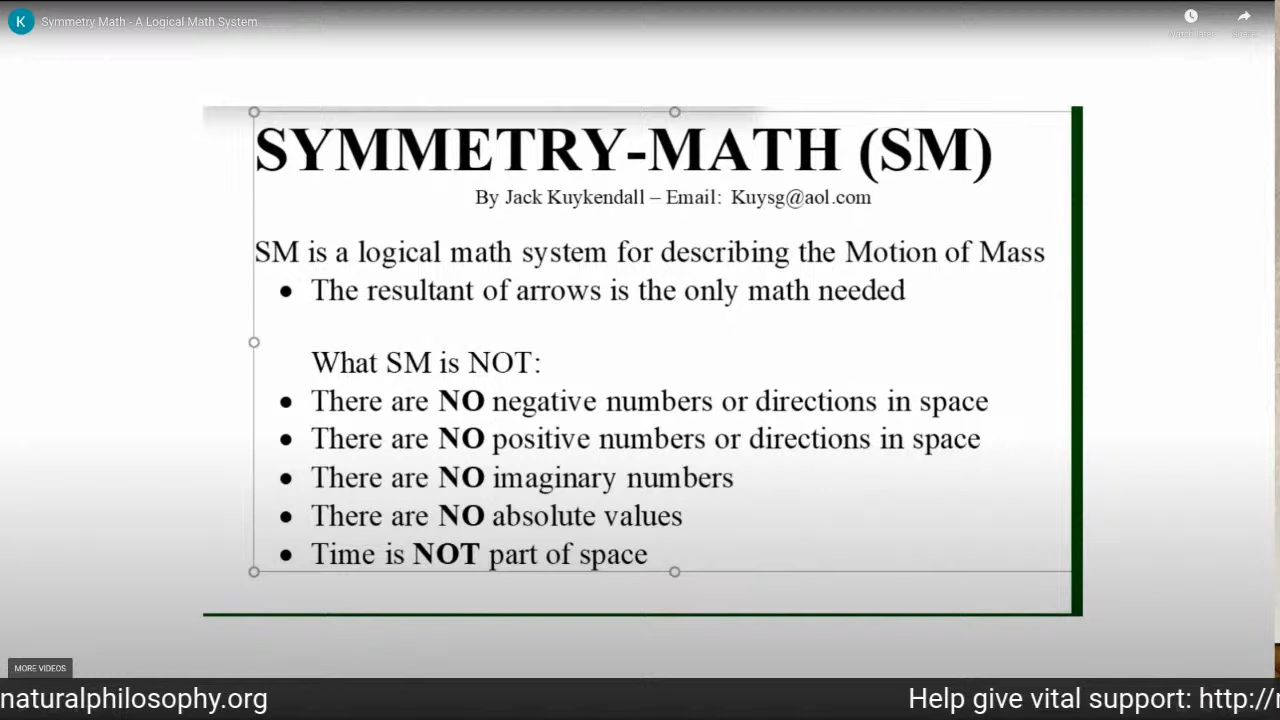 K
Symmetry Math - A Logical Math System
Watch later
Share
SYMMETRY-MATH (SM)
By Jack Kuykendall – Email: Kuysg@aol.com
SM is a logical math system for describing the Motion of Mass
• The resultant of arrows is the only math needed
What SM is NOT:
• There are NO negative numbers or directions in space
• There are NO positive numbers or directions in space
• There are NO imaginary numbers
• There are NO absolute values
• Time is NOT part of space
MORE VIDEOS
naturalphilosophy.org
Help give vital support: http://